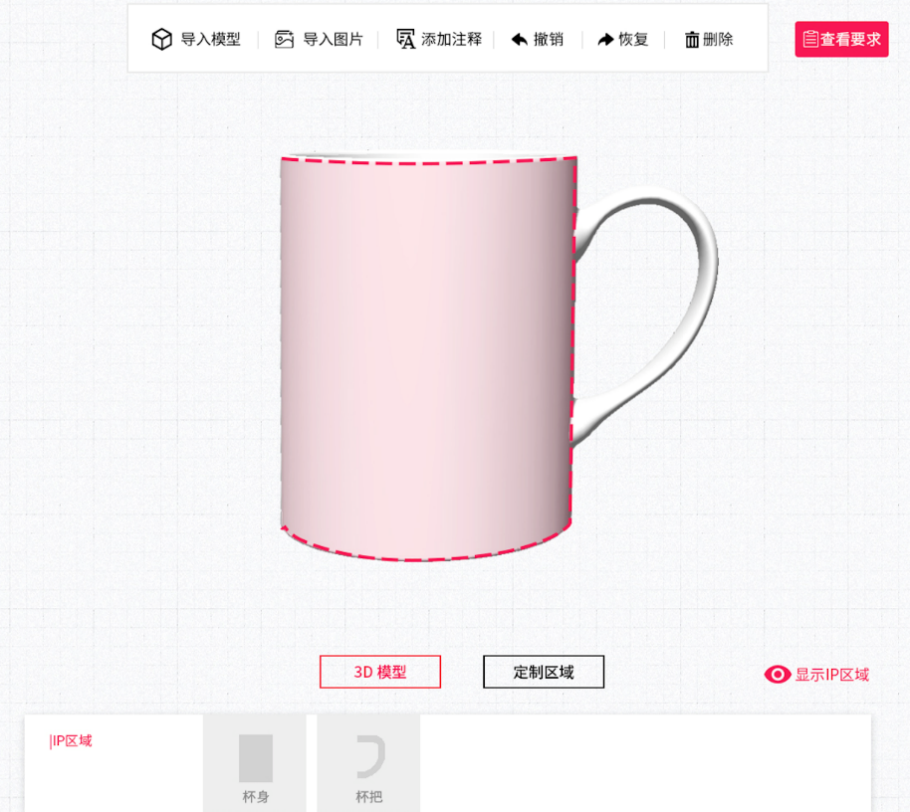 导入模型 导入图片 添加注释 撤销 恢复 删除 查看要求
3D 模型 定制区域 显示IP区域
|IP区域
杯身 杯把